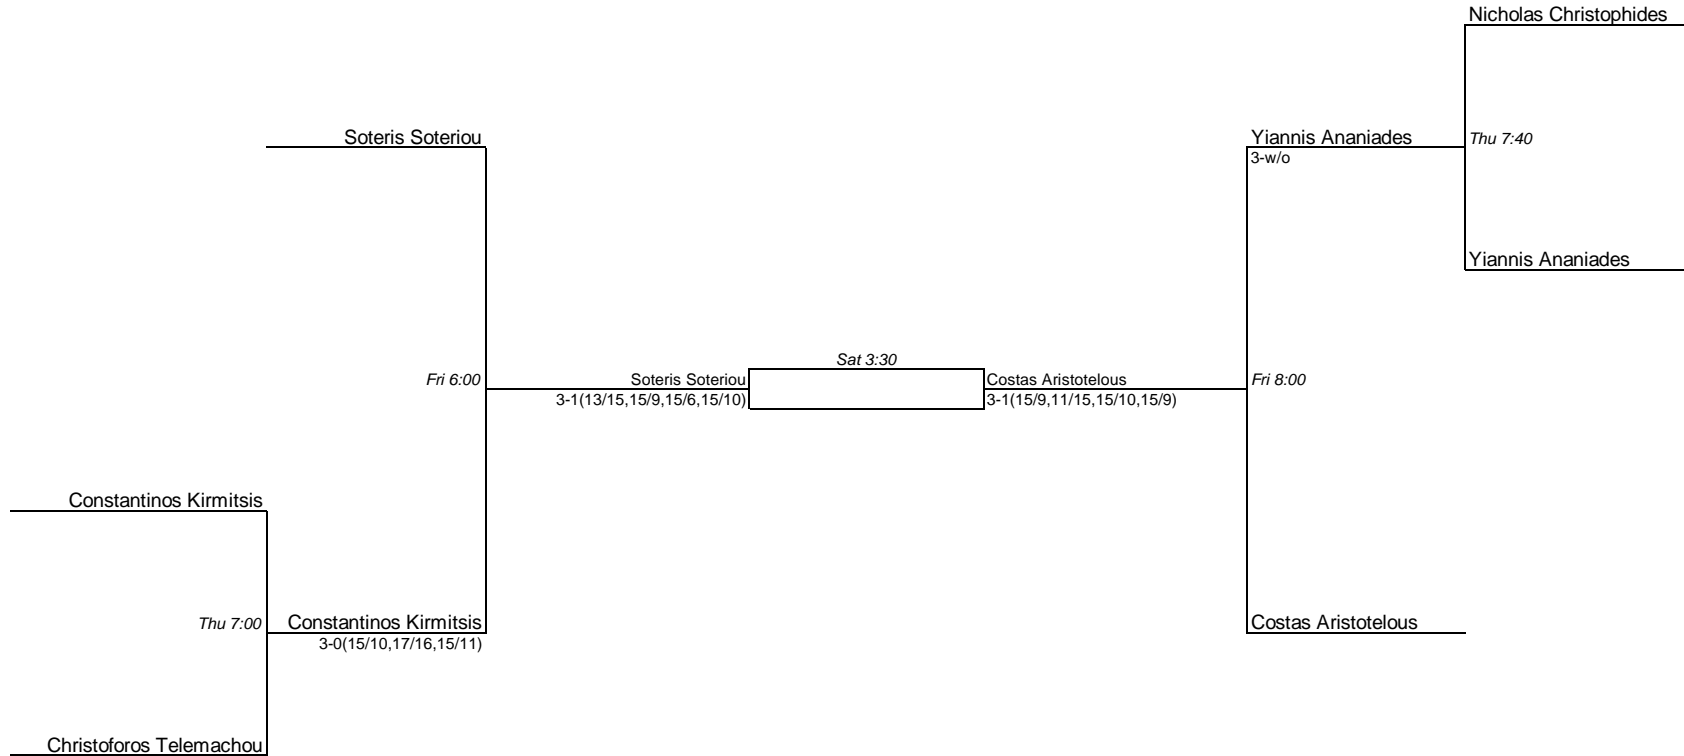 Nicholas Christophides
Soteris Soteriou
Yiannis Ananiades
Thu 7:40
3-w/o
Yiannis Ananiades
Sat 3:30
Fri 6:00
Soteris Soteriou
Costas Aristotelous
Fri 8:00
3-1(13/15,15/9,15/6,15/10)
3-1(15/9,11/15,15/10,15/9)
Constantinos Kirmitsis
Thu 7:00
Constantinos Kirmitsis
Costas Aristotelous
3-0(15/10,17/16,15/11)
Christoforos Telemachou